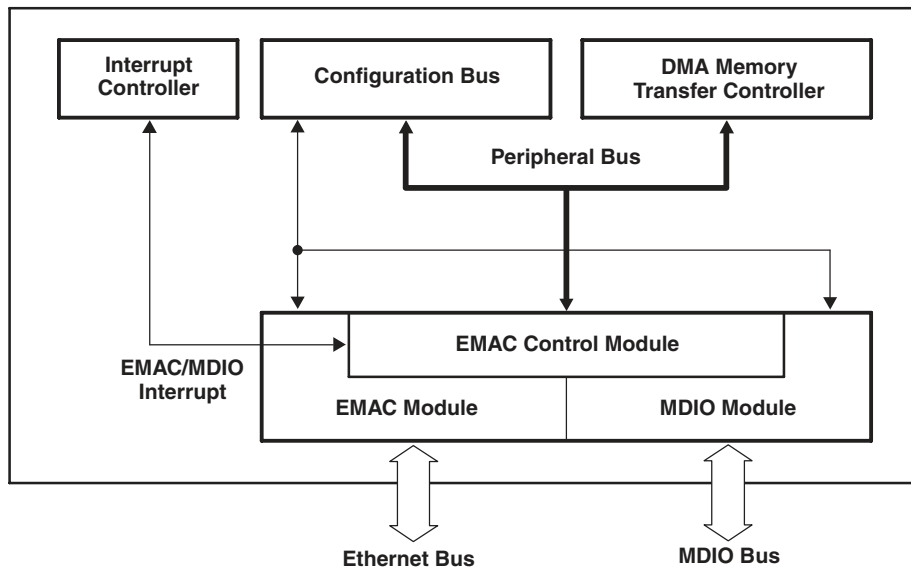 Interrupt
Controller
Configuration Bus
DMA Memory
Transfer Controller
Peripheral Bus
EMAC Control Module
EMAC/MDIO
Interrupt
EMAC Module
MDIO Module
Ethernet Bus
MDIO Bus